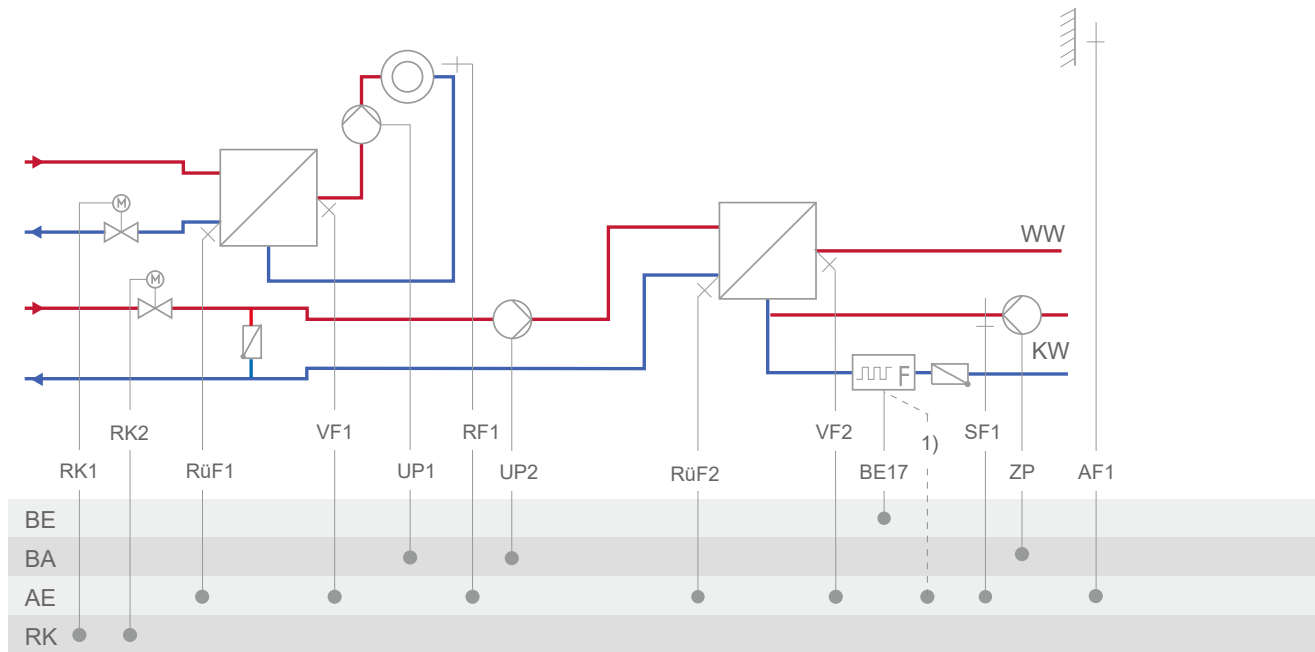 M
M
WW
KW
F
RK2
VF1
RF1
VF2
1)
SF1
RK1
RüF1
UP1
UP2
RüF2
BE17
ZP
AF1
BE
BA
AE
RK